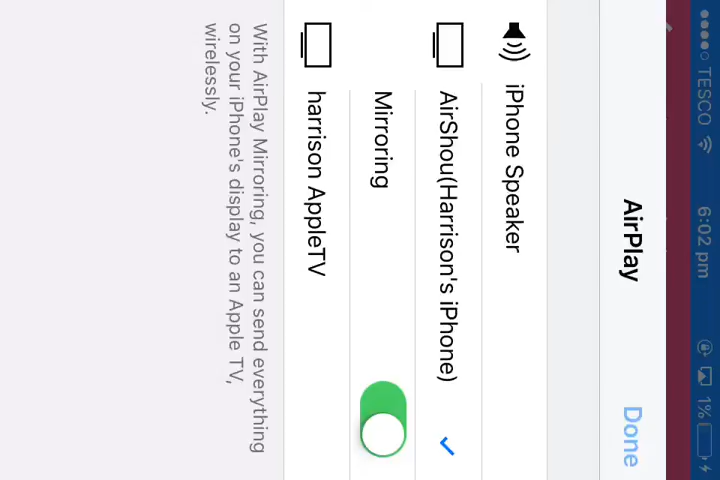 TESCO 6:02 pm 1%
AirPlay Done
iPhone Speaker
AirShou(Harrison's iPhone)
Mirroring
harrison AppleTV
With AirPlay Mirroring, you can send everything
on your iPhone's display to an Apple TV,
wirelessly.